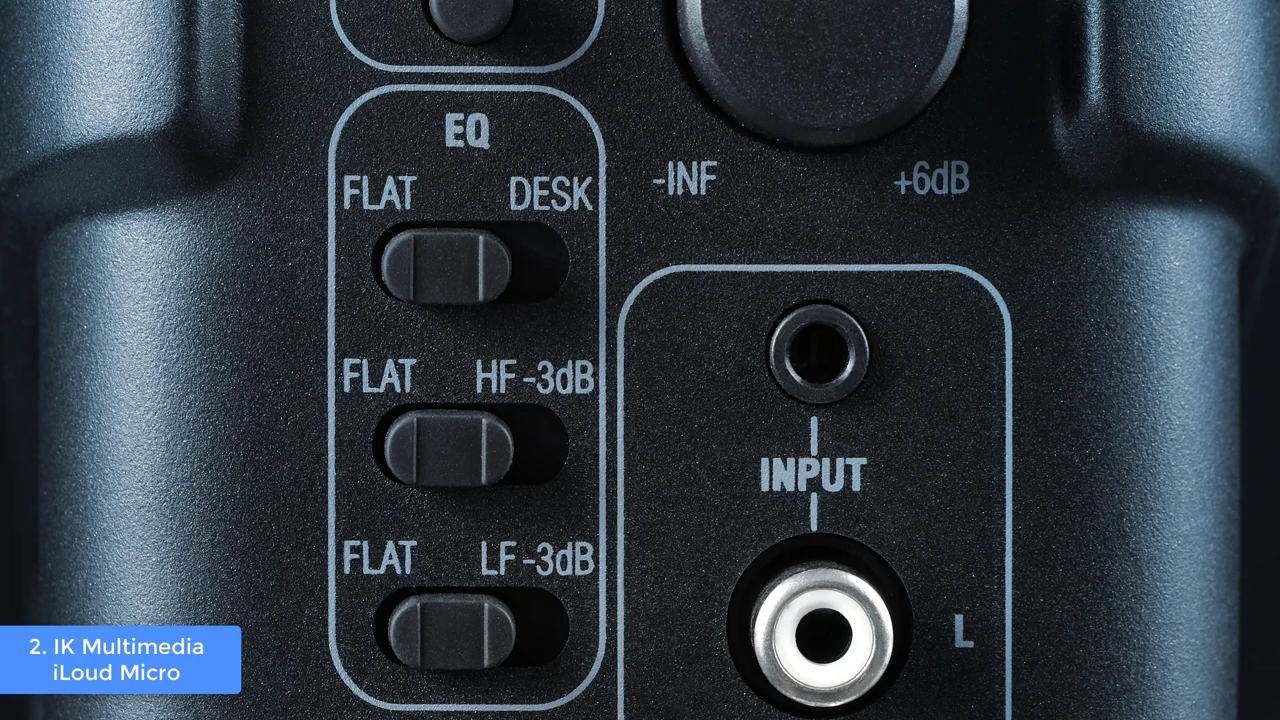 EQ
FLAT DESK
-INF +6dB
FLAT HF -3dB
INPUT
FLAT LF -3dB
L
2. IK Multimedia
iLoud Micro